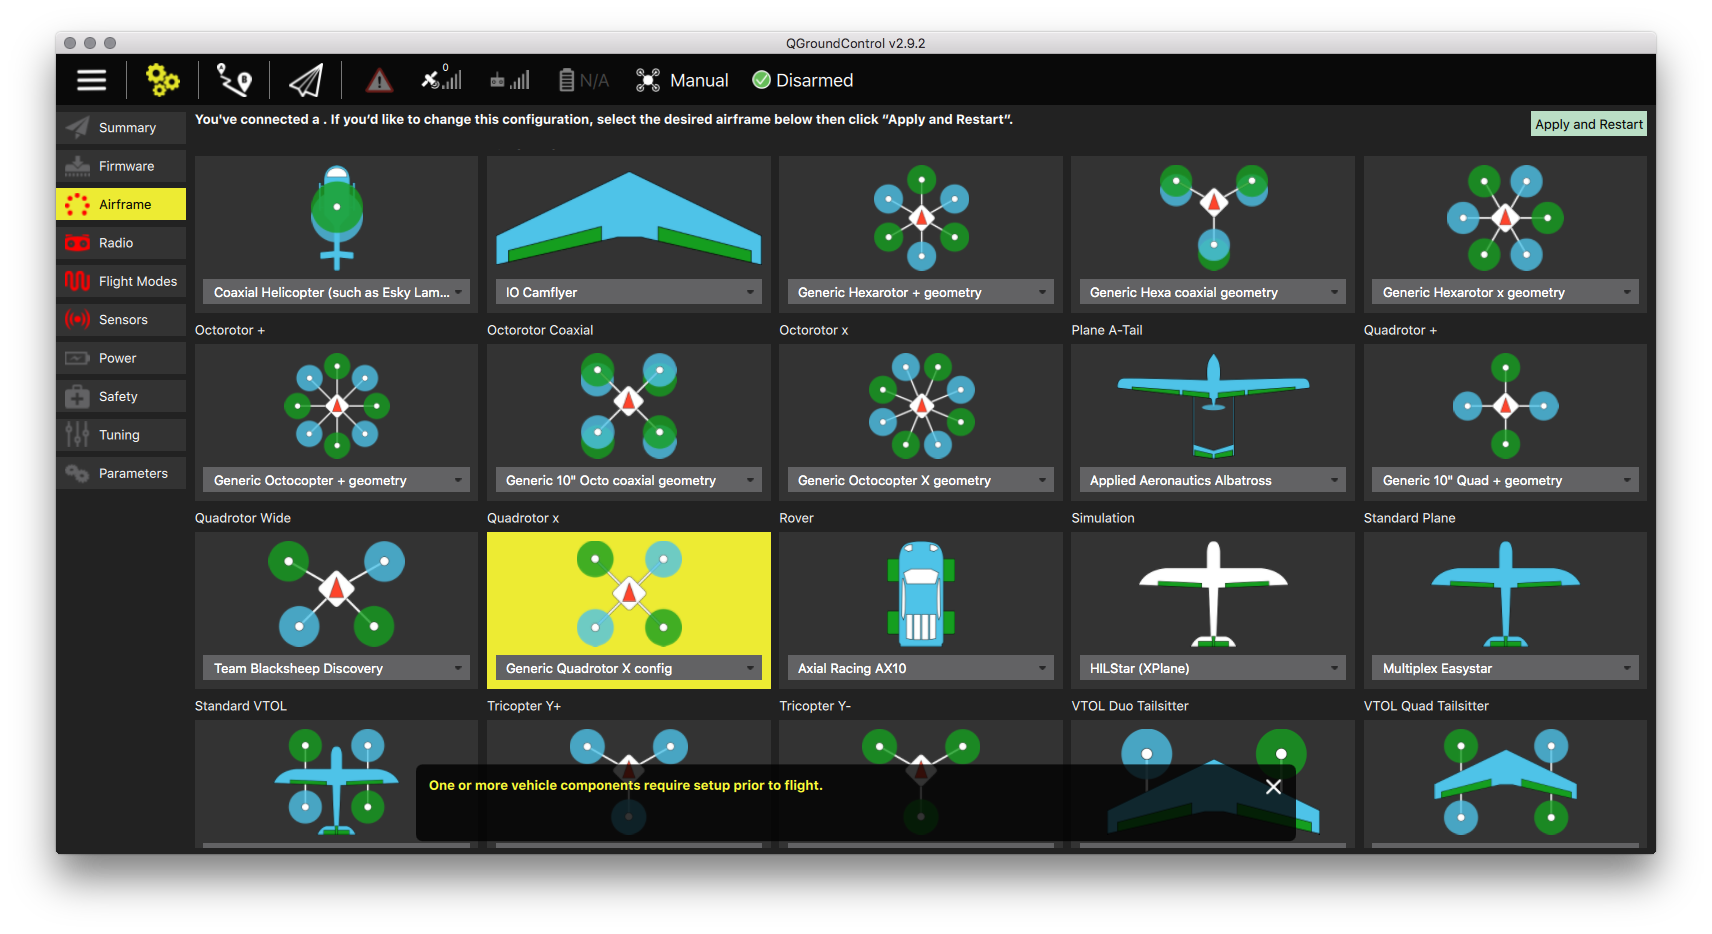 QGroundControl v2.9.2
0
N/A
Manual
Disarmed
Summary
Firmware
Airframe
Radio
Flight Modes
Sensors
Power
Safety
Tuning
Parameters
You've connected a . If you’d like to change this configuration, select the desired airframe below then click “Apply and Restart”.
Apply and Restart
Coaxial Helicopter (such as Esky Lam...
IO Camflyer
Generic Hexarotor + geometry
Generic Hexa coaxial geometry
Generic Hexarotor x geometry
Octorotor +
Octorotor Coaxial
Octorotor x
Plane A-Tail
Quadrotor +
Generic Octocopter + geometry
Generic 10" Octo coaxial geometry
Generic Octocopter X geometry
Applied Aeronautics Albatross
Generic 10" Quad + geometry
Quadrotor Wide
Quadrotor x
Rover
Simulation
Standard Plane
Team Blacksheep Discovery
Generic Quadrotor X config
Axial Racing AX10
HILStar (XPlane)
Multiplex Easystar
Standard VTOL
Tricopter Y+
Tricopter Y-
VTOL Duo Tailsitter
VTOL Quad Tailsitter
One or more vehicle components require setup prior to flight.